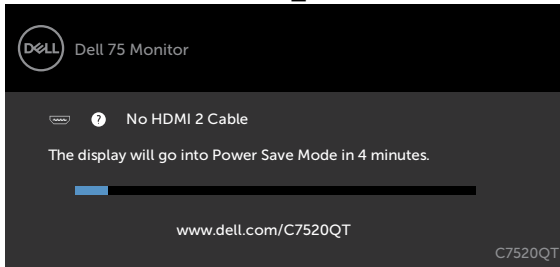 DELL Dell 75 Monitor
? No HDMI 2 Cable
The display will go into Power Save Mode in 4 minutes.
www.dell.com/C7520QT
C7520QT